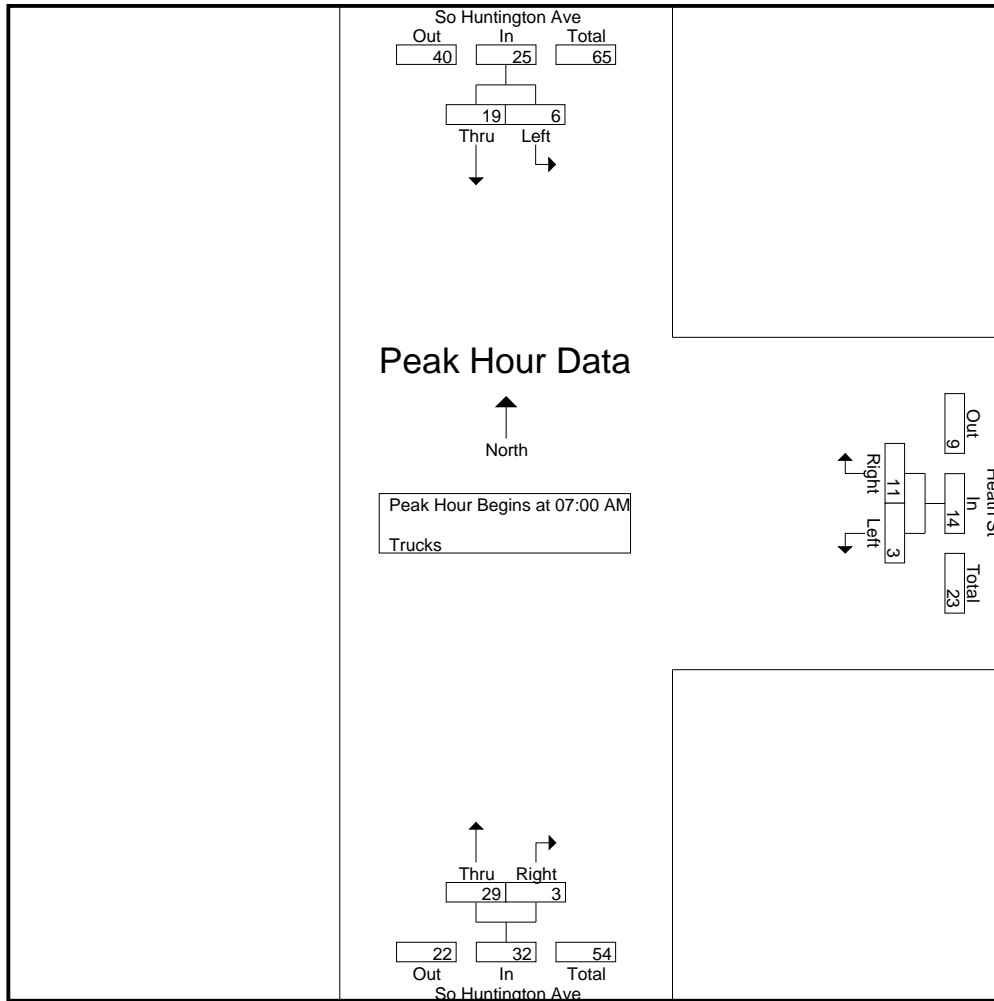 So Huntington Ave
Out In Total
40 25 65
19 6
Thru Left
Peak Hour Data
North
Peak Hour Begins at 07:00 AM
Trucks
Right Left
11 3
Out In Total
9 14 23
Heath St
Thru Right
29 3
22 32 54
Out In Total
So Huntington Ave